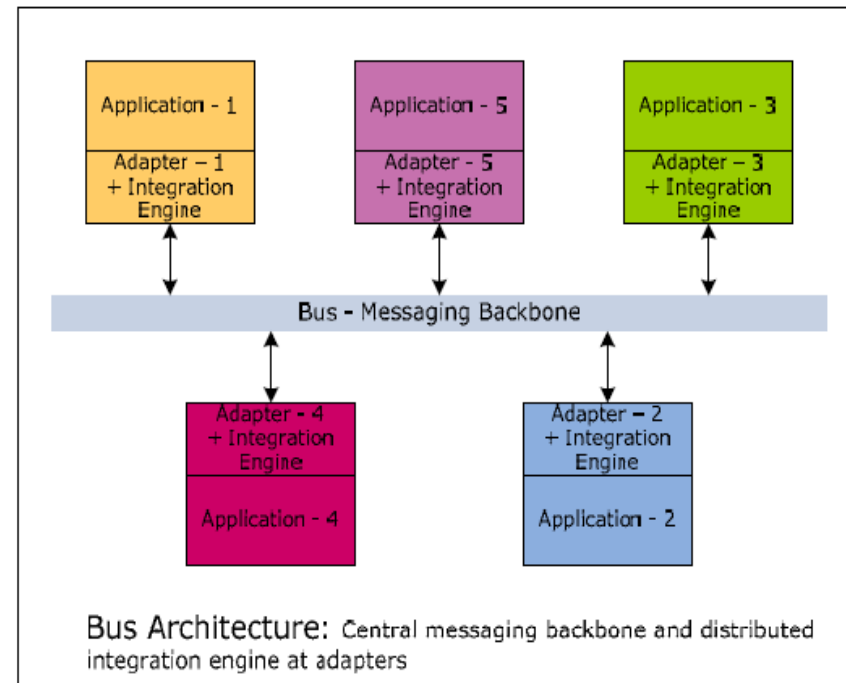 Application - 1
Adapter – 1
+ Integration
Engine
Application - 5
Adapter - 5
+ Integration
Engine
Application - 3
Adapter – 3
+ Integration
Engine
Bus - Messaging Backbone
Adapter - 4
+ Integration
Engine
Application - 4
Adapter – 2
+ Integration
Engine
Application - 2
Bus Architecture: Central messaging backbone and distributed
integration engine at adapters